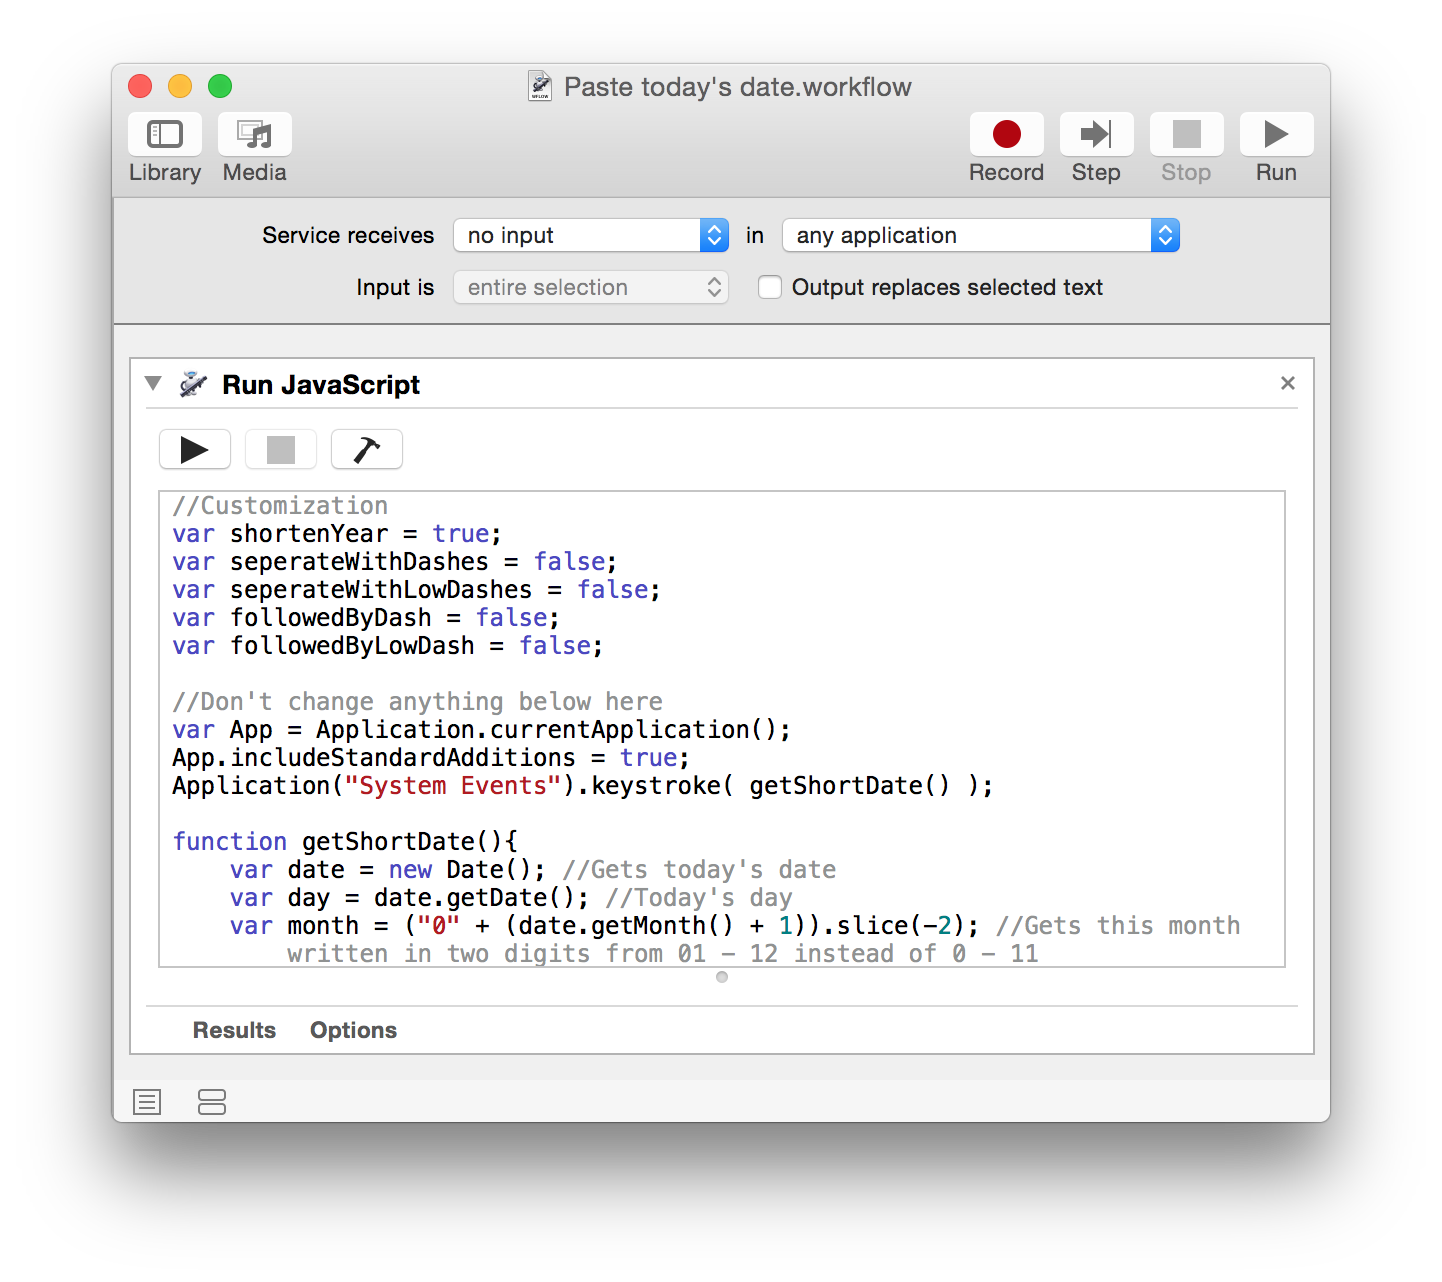 Paste today's date.workflow
Library Media Record Step Stop Run
Service receives no input in any application
Input is entire selection Output replaces selected text
Run JavaScript
//Customization
var shortenYear = true;
var seperateWithDashes = false;
var seperateWithLowDashes = false;
var followedByDash = false;
var followedByLowDash = false;
//Don't change anything below here
var App = Application.currentApplication();
App.includeStandardAdditions = true;
Application("System Events").keystroke( getShortDate() );
function getShortDate(){
var date = new Date(); //Gets today's date
var day = date.getDate(); //Today's day
var month = ("0" + (date.getMonth() + 1)).slice(-2); //Gets this month
written in two digits from 01 - 12 instead of 0 - 11
Results Options